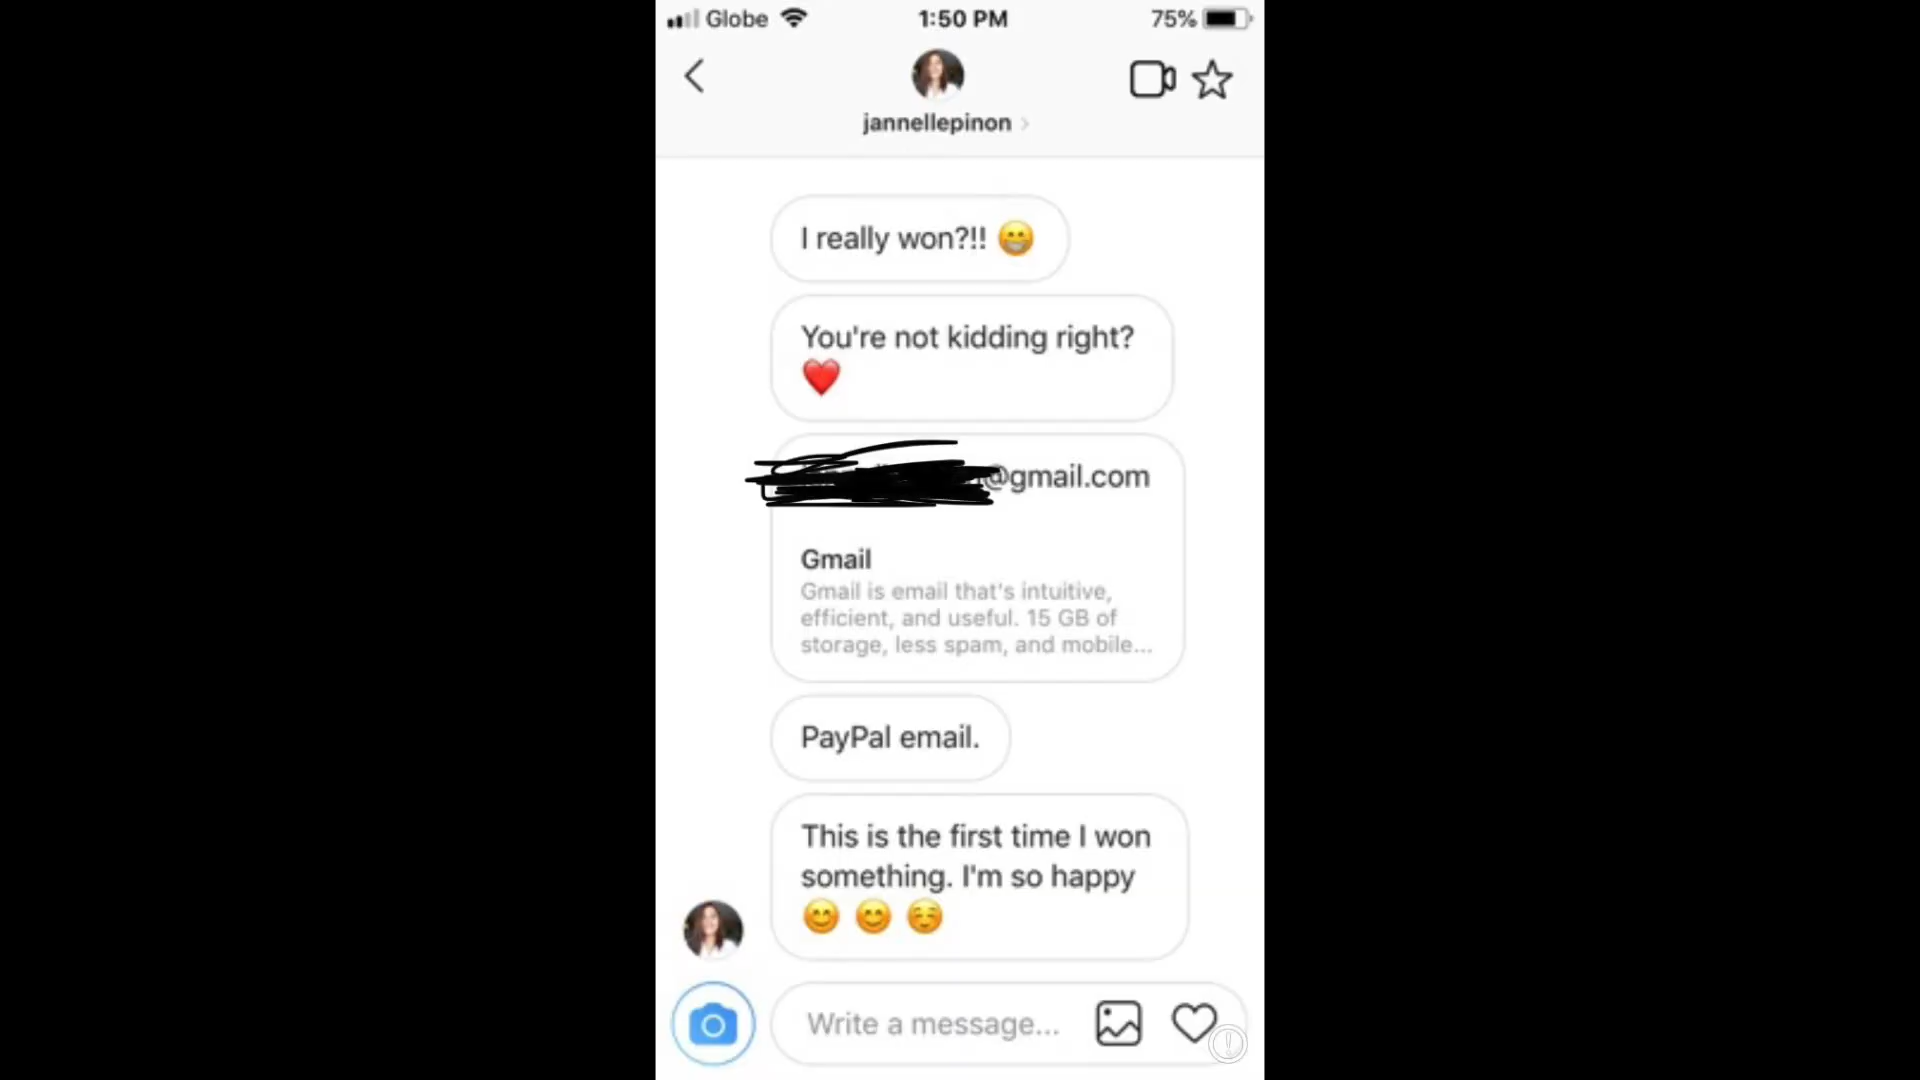 Globe 1:50 PM 75%
jannellepinon
I really won?!! 😁
You're not kidding right?
❤️
@gmail.com
Gmail
Gmail is email that's intuitive,
efficient, and useful. 15 GB of
storage, less spam, and mobile...
PayPal email.
This is the first time I won
something. I'm so happy
😊 😊 ☺️
Write a message...